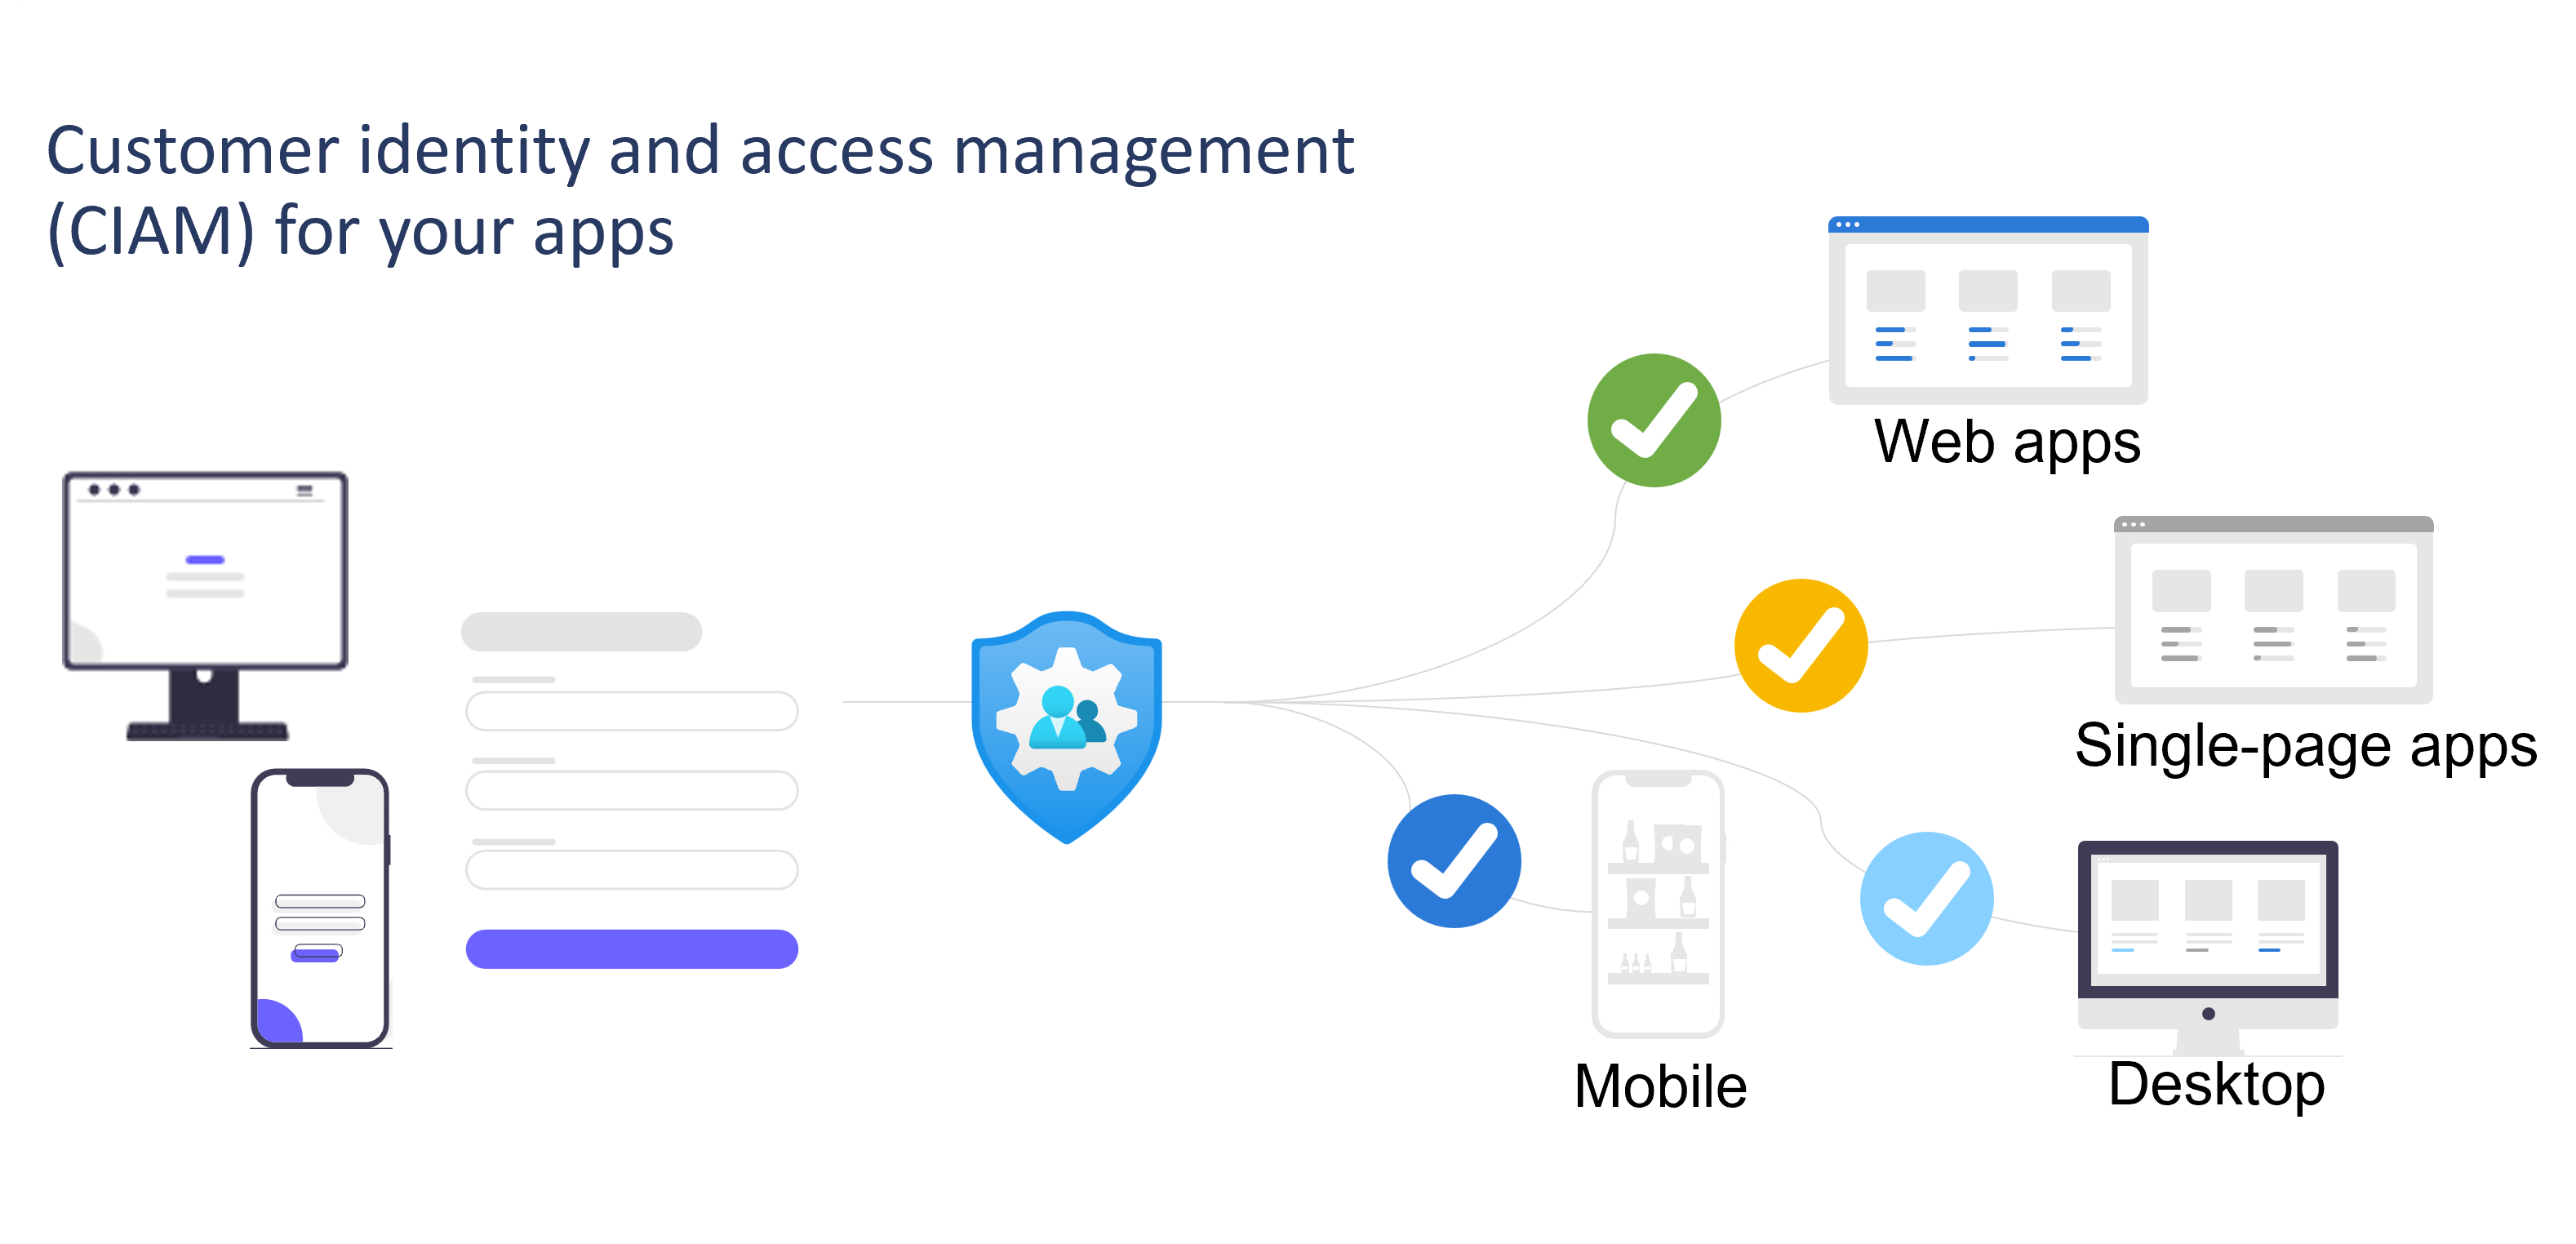 Customer identity and access management
(CIAM) for your apps
Web apps
Single-page apps
Mobile
Desktop